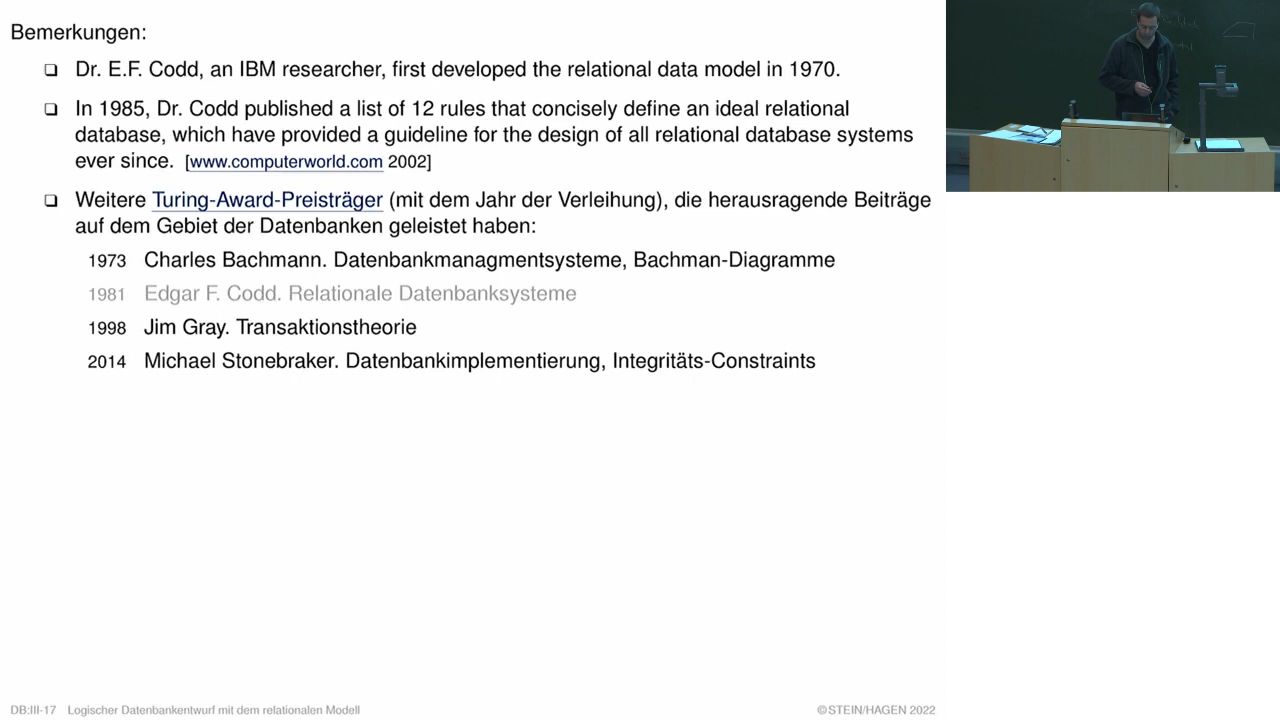 Bemerkungen:
❑ Dr. E.F. Codd, an IBM researcher, first developed the relational data model in 1970.
❑ In 1985, Dr. Codd published a list of 12 rules that concisely define an ideal relational
database, which have provided a guideline for the design of all relational database systems
ever since. [www.computerworld.com 2002]
❑ Weitere Turing-Award-Preisträger (mit dem Jahr der Verleihung), die herausragende Beiträge
auf dem Gebiet der Datenbanken geleistet haben:
1973 Charles Bachmann. Datenbankmanagmentsysteme, Bachman-Diagramme
1981 Edgar F. Codd. Relationale Datenbanksysteme
1998 Jim Gray. Transaktionstheorie
2014 Michael Stonebraker. Datenbankimplementierung, Integritäts-Constraints
DB:III-17 Logischer Datenbankentwurf mit dem relationalen Modell
©STEIN/HAGEN 2022